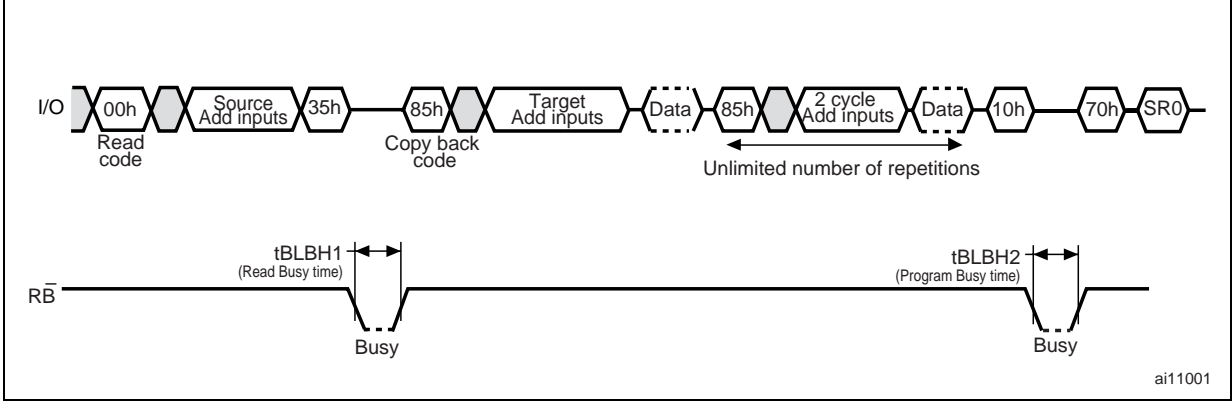 I/O 00h Source Add inputs 35h 85h Target Add inputs Data 85h 2 cycle Add inputs Data 10h 70h SR0
Read code
Copy back code
Unlimited number of repetitions
tBLBH1
(Read Busy time)
tBLBH2
(Program Busy time)
RB̅
Busy
Busy
ai11001